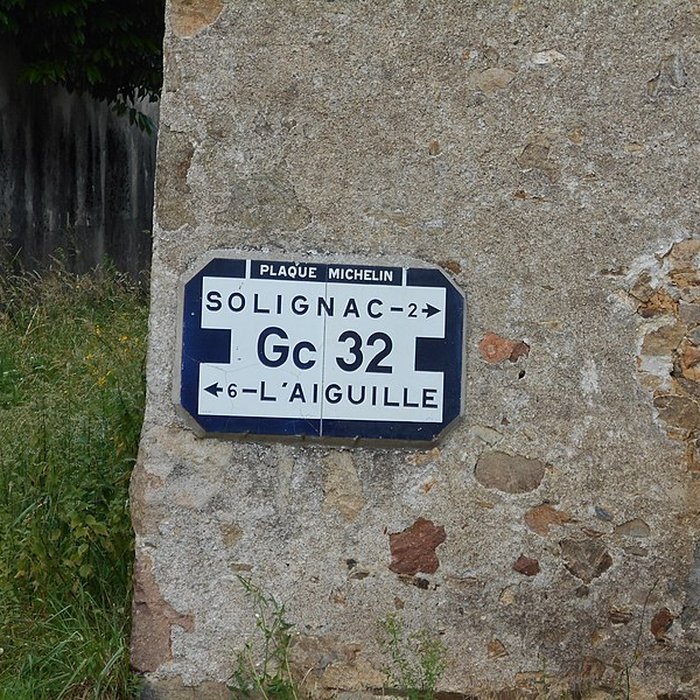 PLAQUE MICHELIN
SOLIGNAC-2→
Gc 32
←6-L'AIGUILLE